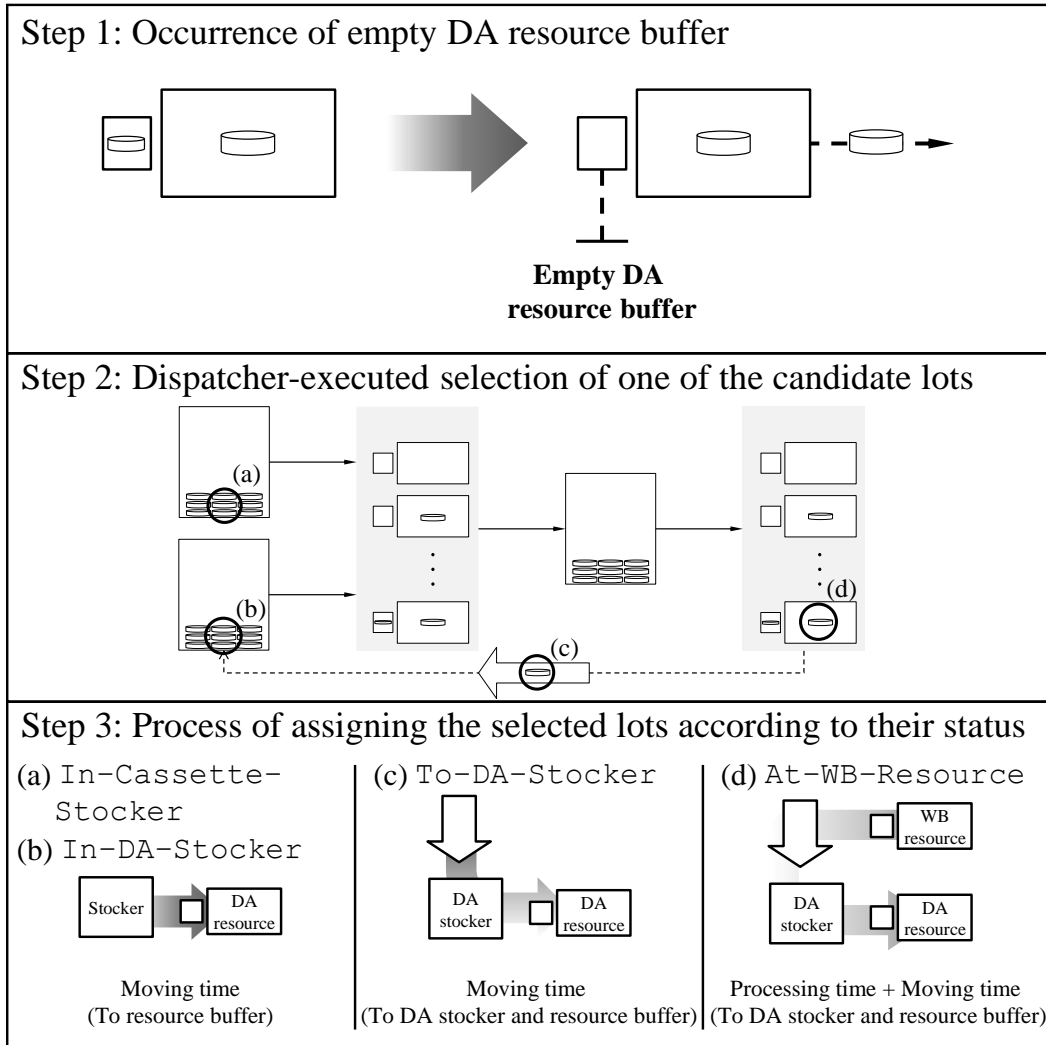 Step 1: Occurrence of empty DA resource buffer
Empty DA
resource buffer
Step 2: Dispatcher-executed selection of one of the candidate lots
(a)
(b)
(c)
(d)
Step 3: Process of assigning the selected lots according to their status
(a) In-Cassette-
Stocker
(b) In-DA-Stocker
Stocker
DA
resource
Moving time
(To resource buffer)
(c) To-DA-Stocker
DA
stocker
DA
resource
Moving time
(To DA stocker and resource buffer)
(d) At-WB-Resource
WB
resource
DA
stocker
DA
resource
Processing time + Moving time
(To DA stocker and resource buffer)